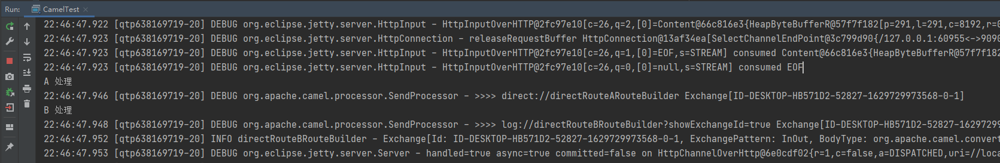 Run: CamelTest
22:46:47.922 [qtp638169719-20] DEBUG org.eclipse.jetty.server.HttpInput - HttpInputOverHTTP@2fc97e10[c=26,q=2,[0]=Content@66c816e3{HeapByteBufferR@57f7f182[p=291,l=291,c=8192,r=0
22:46:47.923 [qtp638169719-20] DEBUG org.eclipse.jetty.server.HttpConnection - releaseRequestBuffer HttpConnection@13af34ea[SelectChannelEndPoint@3c799d90{/127.0.0.1:60955<->9090
22:46:47.923 [qtp638169719-20] DEBUG org.eclipse.jetty.server.HttpInput - HttpInputOverHTTP@2fc97e10[c=26,q=1,[0]=EOF,s=STREAM] consumed Content@66c816e3{HeapByteBufferR@57f7f182
22:46:47.923 [qtp638169719-20] DEBUG org.eclipse.jetty.server.HttpInput - HttpInputOverHTTP@2fc97e10[c=26,q=0,[0]=null,s=STREAM] consumed EOF
A 处理
22:46:47.946 [qtp638169719-20] DEBUG org.apache.camel.processor.SendProcessor - >>>> direct://directRouteARouteBuilder Exchange[ID-DESKTOP-HB571D2-52827-1629729973568-0-1]
B 处理
22:46:47.948 [qtp638169719-20] DEBUG org.apache.camel.processor.SendProcessor - >>>> log://directRouteBRouteBuilder?showExchangeId=true Exchange[ID-DESKTOP-HB571D2-52827-16297299
22:46:47.952 [qtp638169719-20] INFO directRouteBRouteBuilder - Exchange[Id: ID-DESKTOP-HB571D2-52827-1629729973568-0-1, ExchangePattern: InOut, BodyType: org.apache.camel.convert
22:46:47.953 [qtp638169719-20] DEBUG org.eclipse.jetty.server.Server - handled=true async=true committed=false on HttpChannelOverHttp@6e0cdf02{r=1,c=false,a=DISPATCHED,uri=//loca